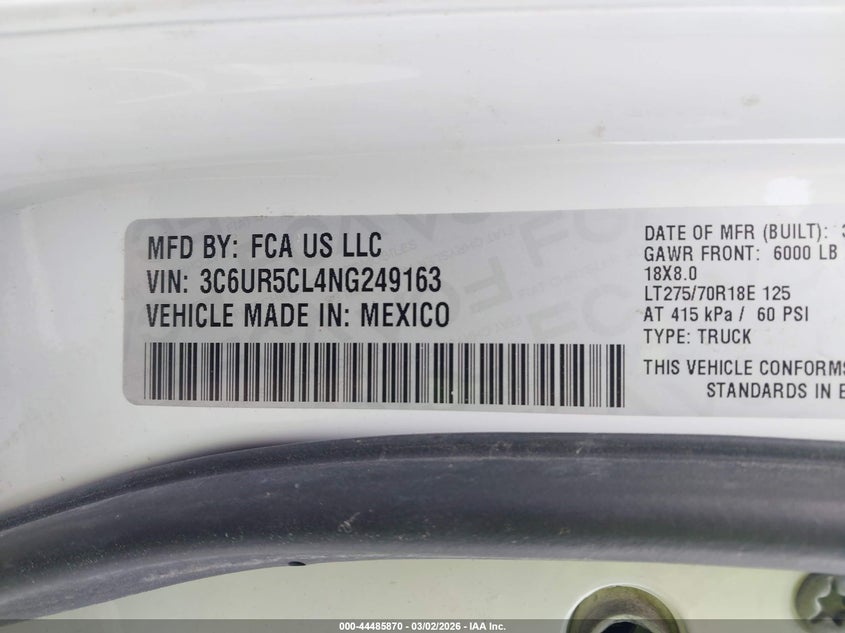 MFD BY: FCA US LLC
VIN: 3C6UR5CL4NG249163
VEHICLE MADE IN: MEXICO
DATE OF MFR (BUILT): 3
GAWR FRONT: 6000 LB
18X8.0
LT275/70R18E 125
AT 415 kPa / 60 PSI
TYPE: TRUCK
THIS VEHICLE CONFORMS
STANDARDS IN E
000-44485870 - 03/02/2026 - IAA Inc.